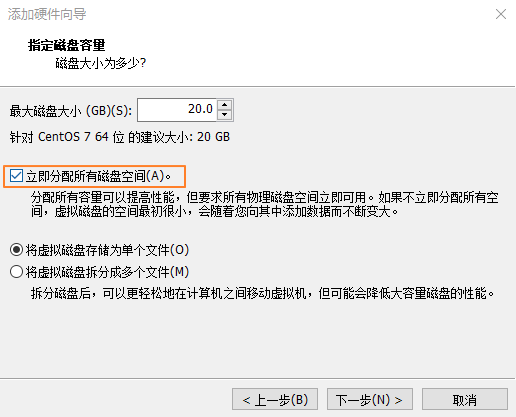 添加硬件向导
指定磁盘容量
磁盘大小为多少?
最大磁盘大小 (GB)(S): 20.0
针对 CentOS 7 64 位 的建议大小: 20 GB
立即分配所有磁盘空间(A)。
分配所有容量可以提高性能，但要求所有物理磁盘空间立即可用。如果不立即分配所有空
间，虚拟磁盘的空间最初很小，会随着您向其中添加数据而不断变大。
将虚拟磁盘存储为单个文件(O)
将虚拟磁盘拆分成多个文件(M)
拆分磁盘后，可以更轻松地在计算机之间移动虚拟机，但可能会降低大容量磁盘的性能。
< 上一步(B) 下一步(N) > 取消